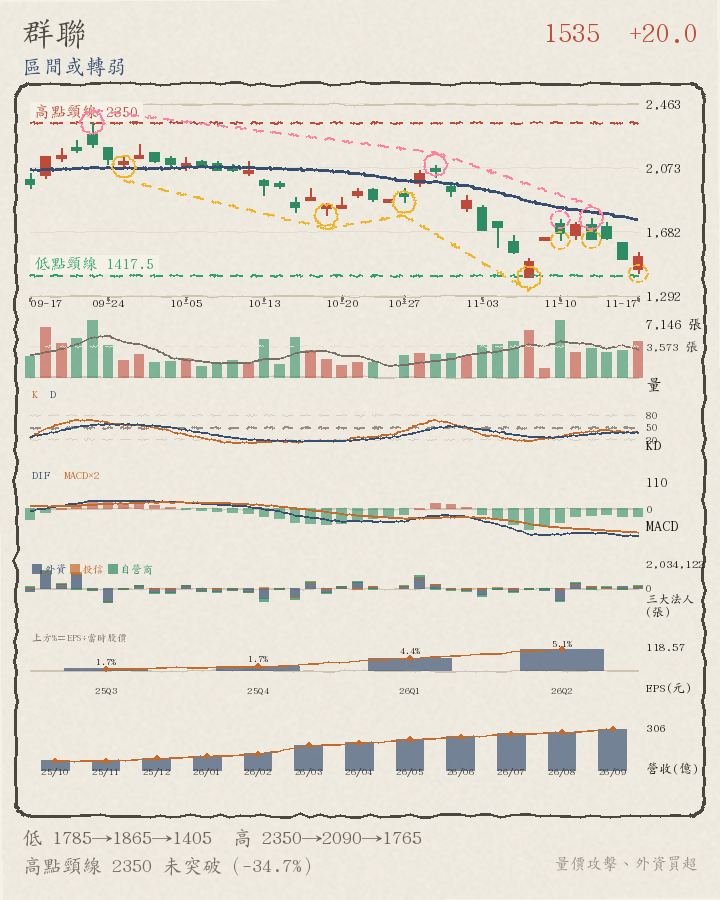 群聯
1535 +20.0
區間或轉弱
高點頸線 2350
低點頸線 1417.5
2,463
2,073
1,682
1,292
09-17 09-24 10-05 10-13 10-20 10-27 11-03 11-10 11-17
7,146 張
3,573 張
量
K D
80
50
20
KD
DIF MACD×2
110
0
MACD
外資 投信 自營商
2,034,122
0
三大法人
(張)
上方%=EPS÷當時股價
1.7% 1.7% 4.4% 5.1%
118.57
25Q3 25Q4 26Q1 26Q2
EPS(元)
306
25/10 25/11 25/12 26/01 26/02 26/03 26/04 26/05 26/06 26/07 26/08 26/09
營收(億)
低 1785→1865→1405 高 2350→2090→1765
高點頸線 2350 未突破 (-34.7%)
量價攻擊、外資買超